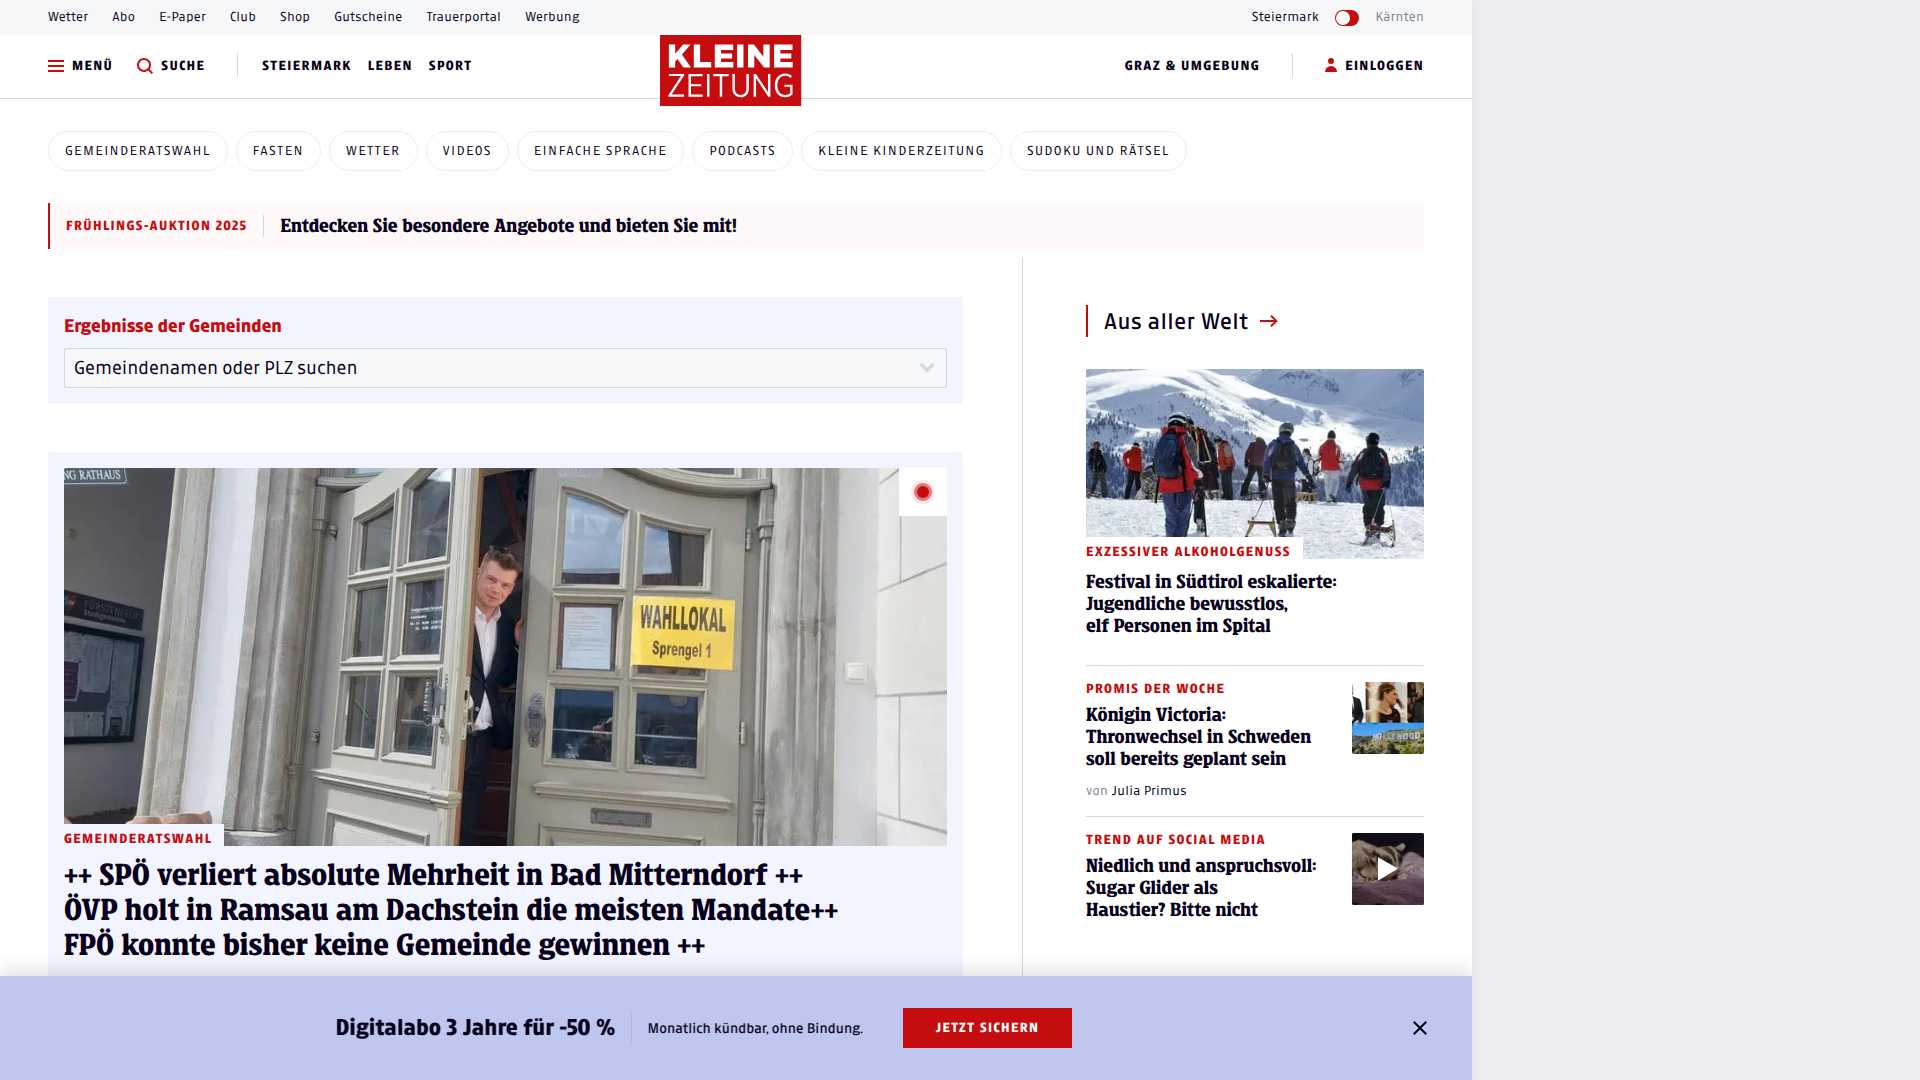 Wetter Abo E-Paper Club Shop Gutscheine Trauerportal Werbung Steiermark Kärnten
MENÜ SUCHE STEIERMARK LEBEN SPORT KLEINE ZEITUNG GRAZ & UMGEBUNG EINLOGGEN
GEMEINDERATSWAHL FASTEN WETTER VIDEOS EINFACHE SPRACHE PODCASTS KLEINE KINDERZEITUNG SUDOKU UND RÄTSEL
FRÜHLINGS-AUKTION 2025 Entdecken Sie besondere Angebote und bieten Sie mit!
Ergebnisse der Gemeinden
Gemeindenamen oder PLZ suchen
NG RATHAUS
FÜRSTENFELD
WAHLLOKAL
Sprengel 1
GEMEINDERATSWAHL
++ SPÖ verliert absolute Mehrheit in Bad Mitterndorf ++
ÖVP holt in Ramsau am Dachstein die meisten Mandate++
FPÖ konnte bisher keine Gemeinde gewinnen ++
Aus aller Welt
EXZESSIVER ALKOHOLGENUSS
Festival in Südtirol eskalierte:
Jugendliche bewusstlos,
elf Personen im Spital
PROMIS DER WOCHE
Königin Victoria:
Thronwechsel in Schweden
soll bereits geplant sein
von Julia Primus
HOLLYWOOD
TREND AUF SOCIAL MEDIA
Niedlich und anspruchsvoll:
Sugar Glider als
Haustier? Bitte nicht
Digitalabo 3 Jahre für -50 % Monatlich kündbar, ohne Bindung. JETZT SICHERN